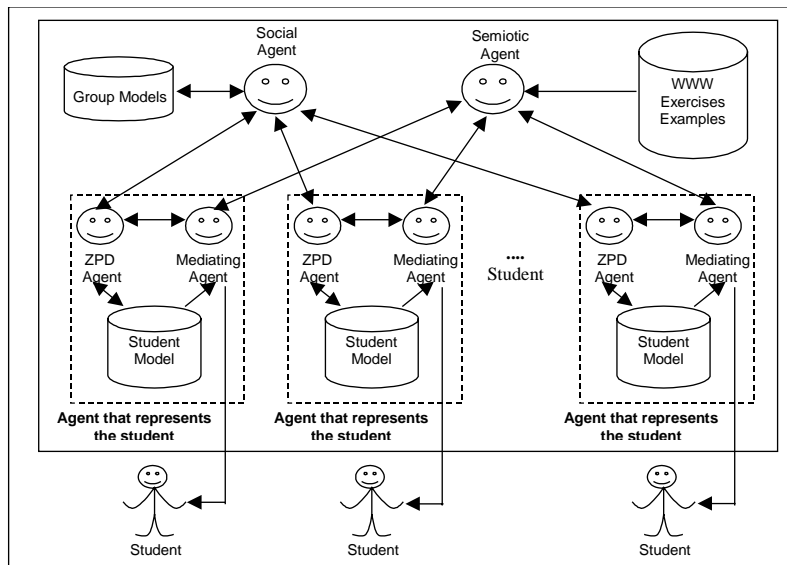 Social
Agent
Semiotic
Agent
Group Models
WWW
Exercises
Examples
ZPD
Agent
Mediating
Agent
ZPD
Agent
Mediating
Agent
....
Student
ZPD
Agent
Mediating
Agent
Student
Model
Student
Model
Student
Model
Agent that represents
the student
Agent that represents
the student
Agent that represents
the student
Student
Student
Student